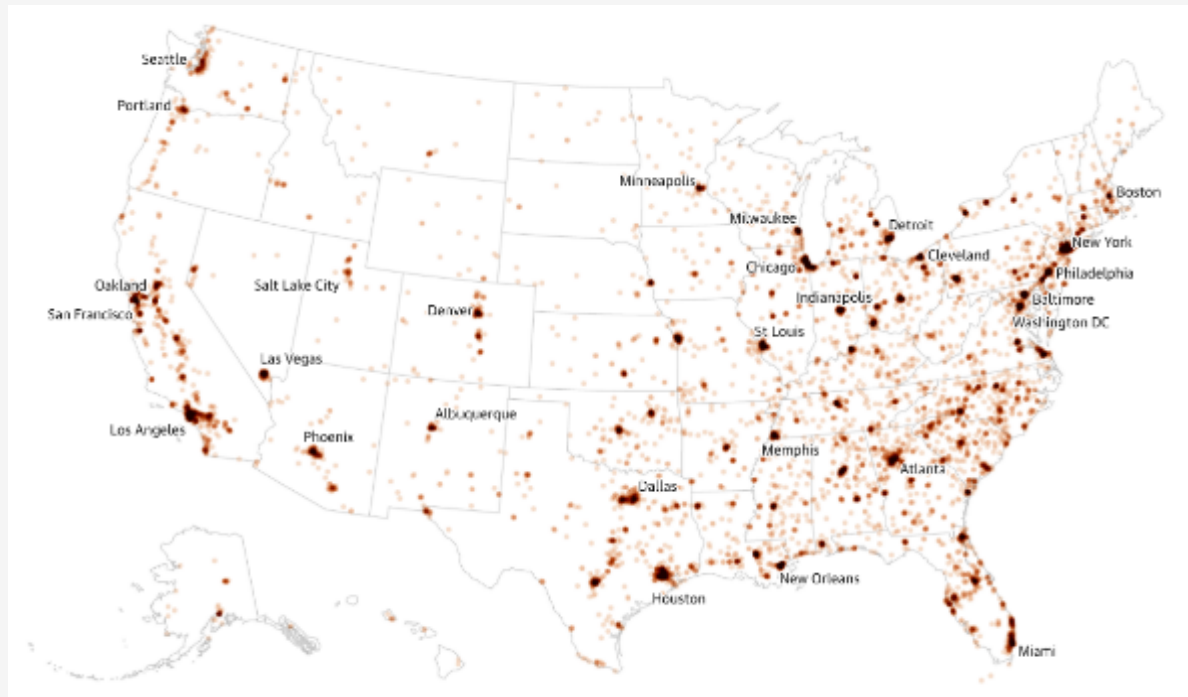 Seattle
Portland
Minneapolis
Boston
Milwaukee
Detroit
New York
Cleveland
Chicago
Philadelphia
Oakland
Salt Lake City
Indianapolis
Baltimore
San Francisco
Denver
Washington DC
St Louis
Las Vegas
Albuquerque
Los Angeles
Phoenix
Memphis
Atlanta
Dallas
New Orleans
Houston
Miami